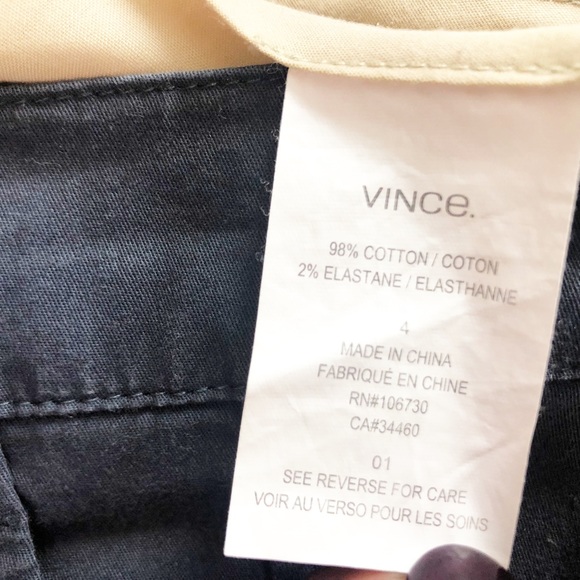 VINCE.
98% COTTON / COTON
2% ELASTANE / ELASTHANNE
4
MADE IN CHINA
FABRIQUÉ EN CHINE
RN#106730
CA#34460
01
SEE REVERSE FOR CARE
VOIR AU VERSO POUR LES SOINS